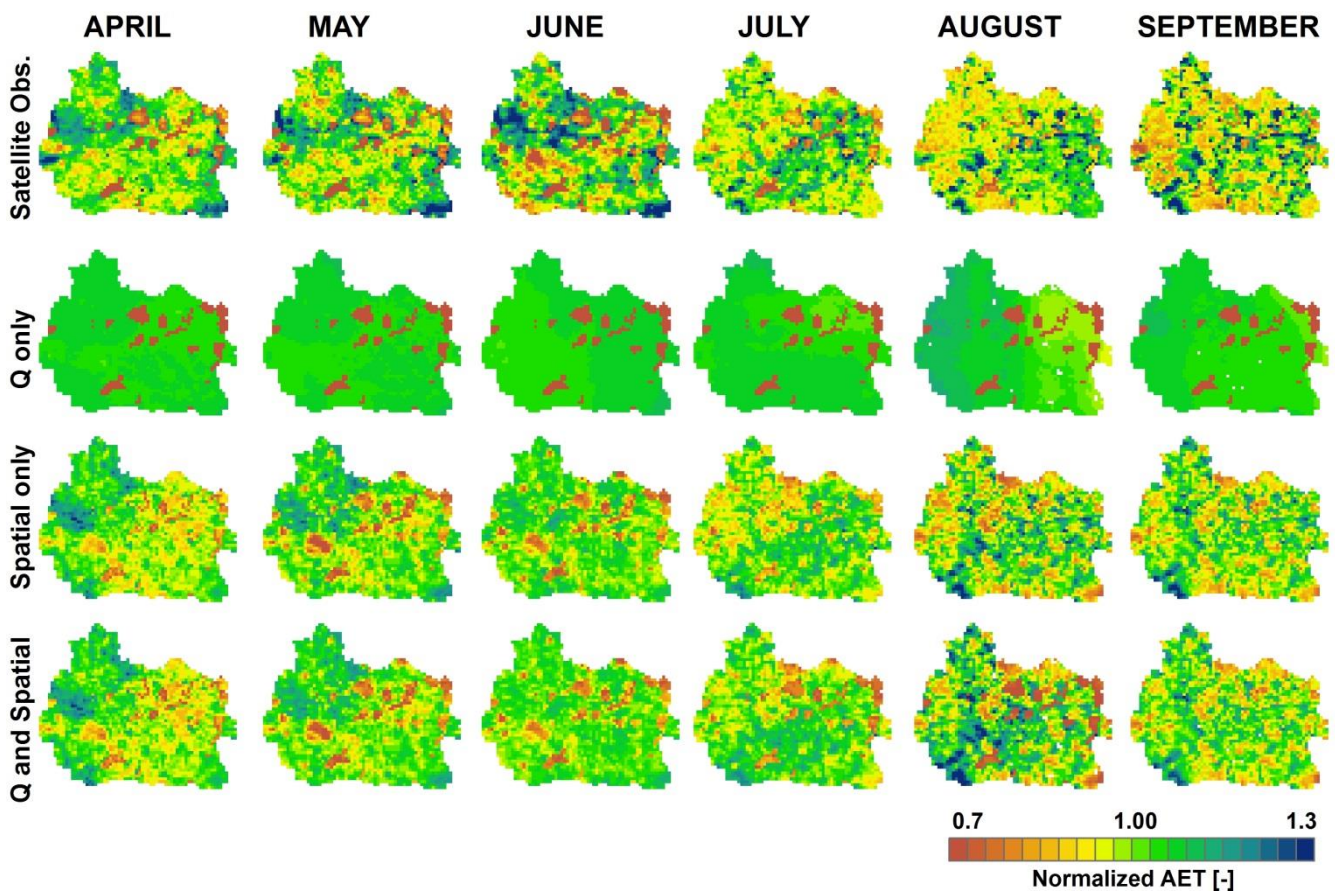 APRIL MAY JUNE JULY AUGUST SEPTEMBER
Satellite Obs.
Q only
Spatial only
Q and Spatial
0.7 1.00 1.3
Normalized AET [-]